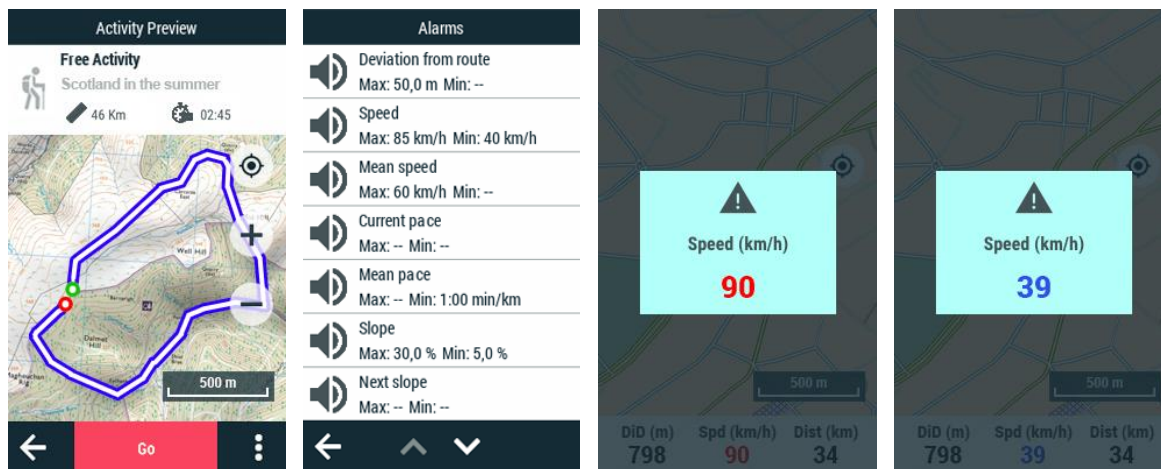 Activity Preview
Free Activity
Scotland in the summer
46 Km 02:45
Well Hill
Dalmet
Hill
500 m
Go
Alarms
Deviation from route
Max: 50,0 m Min: --
Speed
Max: 85 km/h Min: 40 km/h
Mean speed
Max: 60 km/h Min: --
Current pace
Max: -- Min: --
Mean pace
Max: -- Min: 1:00 min/km
Slope
Max: 30,0 % Min: 5,0 %
Next slope
Max: -- Min: --
Speed (km/h)
90
500 m
DiD (m) Spd (km/h) Dist (km)
798 90 34
Speed (km/h)
39
500 m
DiD (m) Spd (km/h) Dist (km)
798 39 34